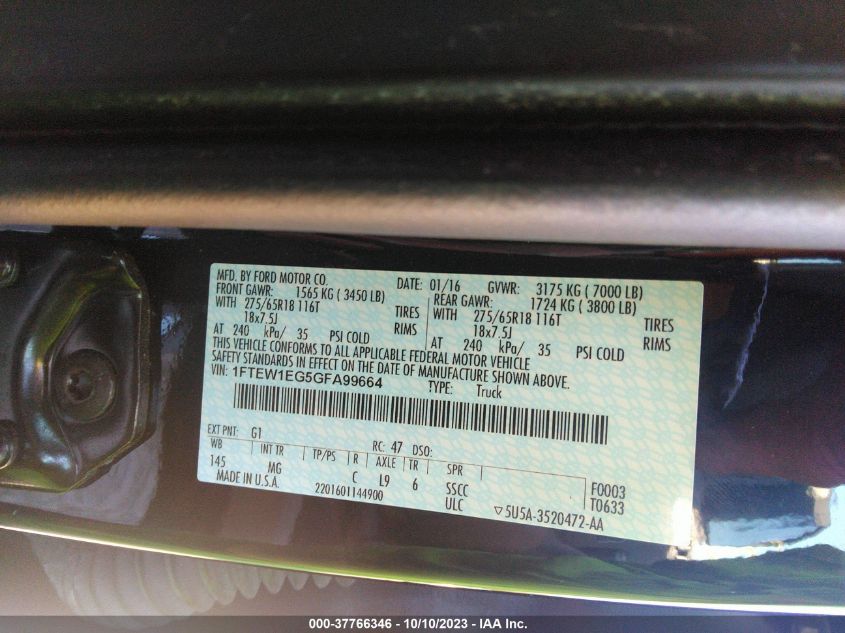 MFD. BY FORD MOTOR CO. DATE: 01/16 GVWR: 3175 KG ( 7000 LB)
FRONT GAWR: 1565 KG ( 3450 LB) REAR GAWR: 1724 KG ( 3800 LB)
WITH 275/65R18 116T TIRES WITH 275/65R18 116T TIRES
18x7.5J RIMS 18x7.5J RIMS
AT 240 kPa/ 35 PSI COLD AT 240 kPa/ 35 PSI COLD
THIS VEHICLE CONFORMS TO ALL APPLICABLE FEDERAL MOTOR VEHICLE
SAFETY STANDARDS IN EFFECT ON THE DATE OF MANUFACTURE SHOWN ABOVE.
VIN: 1FTEW1EG5GFA99664 TYPE: Truck
EXT PNT: G1 RC: 47 DSO:
WB INT TR TP/PS R AXLE TR SPR
145 MG C L9 6 SSCC F0003
MADE IN U.S.A. 2201601144900 ULC ▽5U5A-3520472-AA T0633
000-37766346 - 10/10/2023 - IAA Inc.